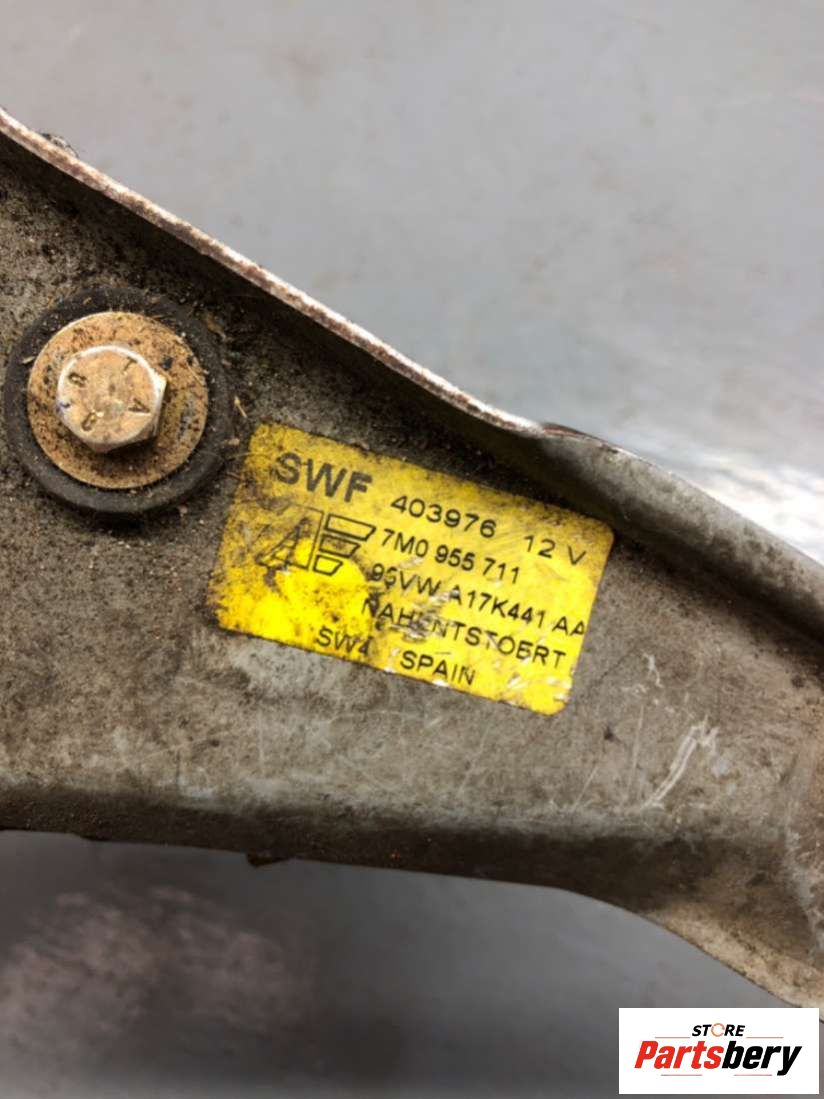 SWF 403976 12 V
7M0 955 711
95VW A17K441 AA
NAHENTSTOERT
SW4 SPAIN
STORE
Partsbery